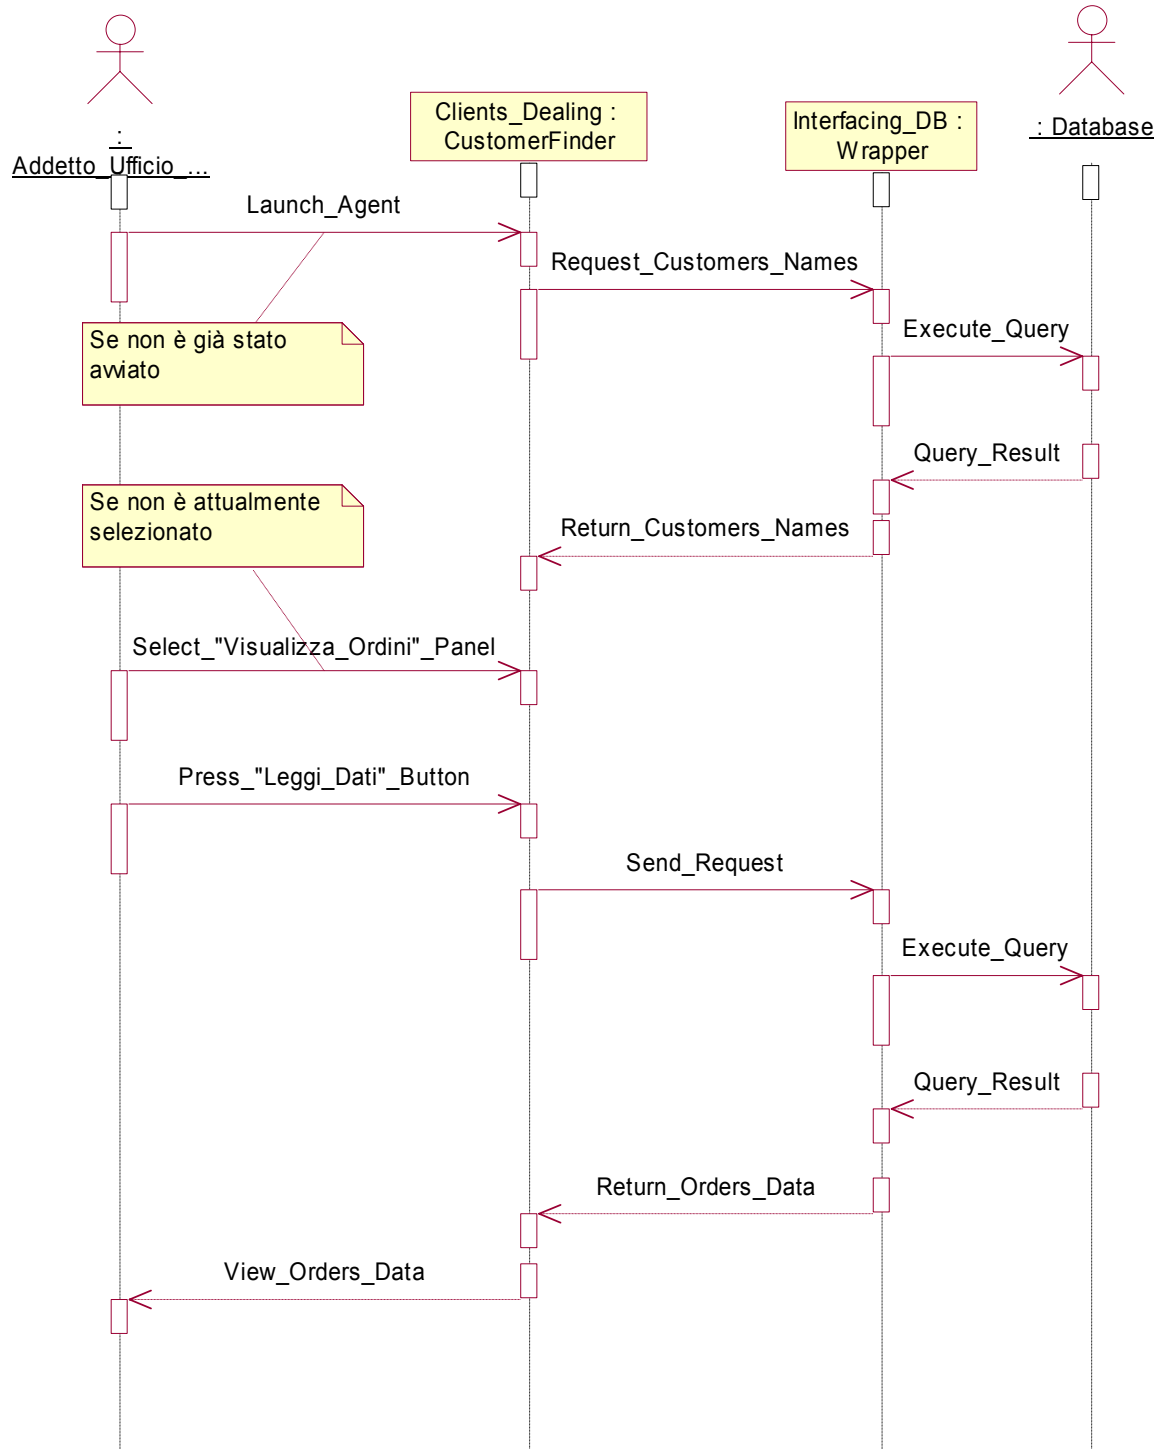 :
Addetto_Ufficio_...
Clients_Dealing :
CustomerFinder
Interfacing_DB :
Wrapper
: Database
Launch_Agent
Request_Customers_Names
Se non è già stato
avviato
Execute_Query
Query_Result
Se non è attualmente
selezionato
Return_Customers_Names
Select_"Visualizza_Ordini"_Panel
Press_"Leggi_Dati"_Button
Send_Request
Execute_Query
Query_Result
Return_Orders_Data
View_Orders_Data